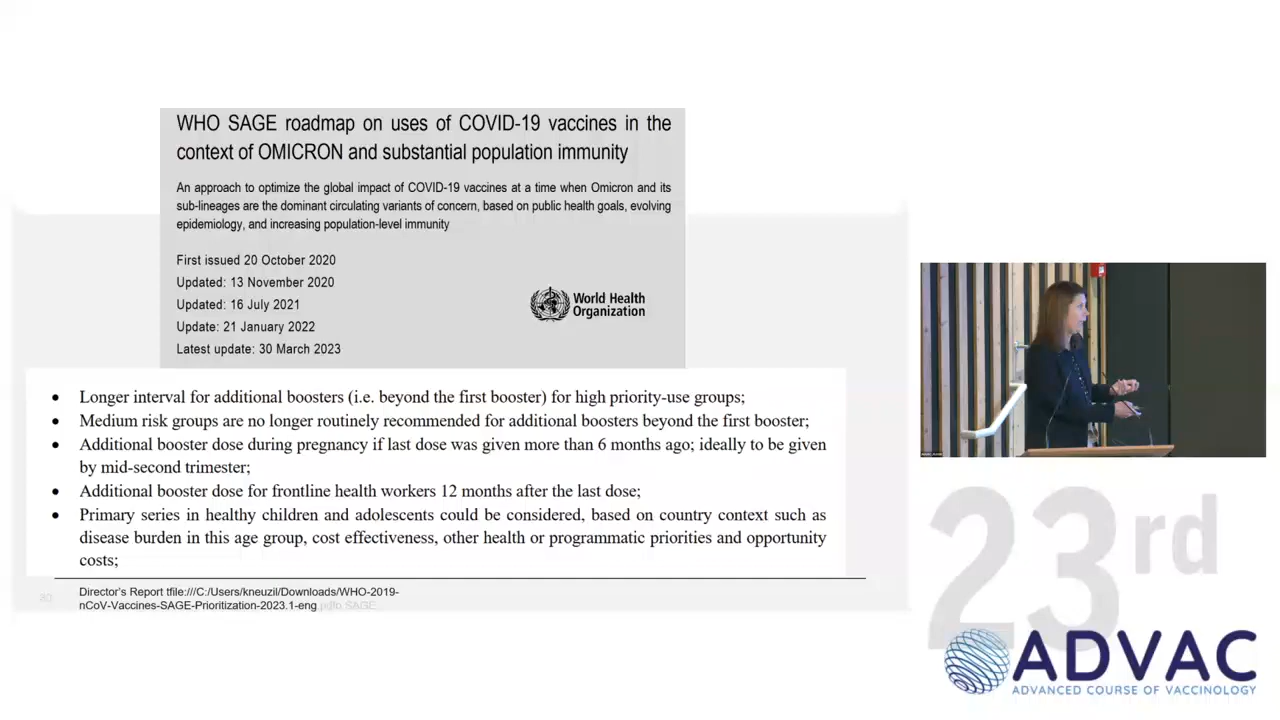 WHO SAGE roadmap on uses of COVID-19 vaccines in the
context of OMICRON and substantial population immunity
An approach to optimize the global impact of COVID-19 vaccines at a time when Omicron and its
sub-lineages are the dominant circulating variants of concern, based on public health goals, evolving
epidemiology, and increasing population-level immunity
First issued 20 October 2020
Updated: 13 November 2020
Updated: 16 July 2021
Update: 21 January 2022
Latest update: 30 March 2023
World Health
Organization
• Longer interval for additional boosters (i.e. beyond the first booster) for high priority-use groups;
• Medium risk groups are no longer routinely recommended for additional boosters beyond the first booster;
• Additional booster dose during pregnancy if last dose was given more than 6 months ago; ideally to be given
by mid-second trimester;
• Additional booster dose for frontline health workers 12 months after the last dose;
• Primary series in healthy children and adolescents could be considered, based on country context such as
disease burden in this age group, cost effectiveness, other health or programmatic priorities and opportunity
costs;
Director's Report tfile:///C:/Users/kneuzil/Downloads/WHO-2019-
nCoV-Vaccines-SAGE-Prioritization-2023.1-eng.pdfo SAGE
23rd
ADVAC
ADVANCED COURSE OF VACCINOLOGY